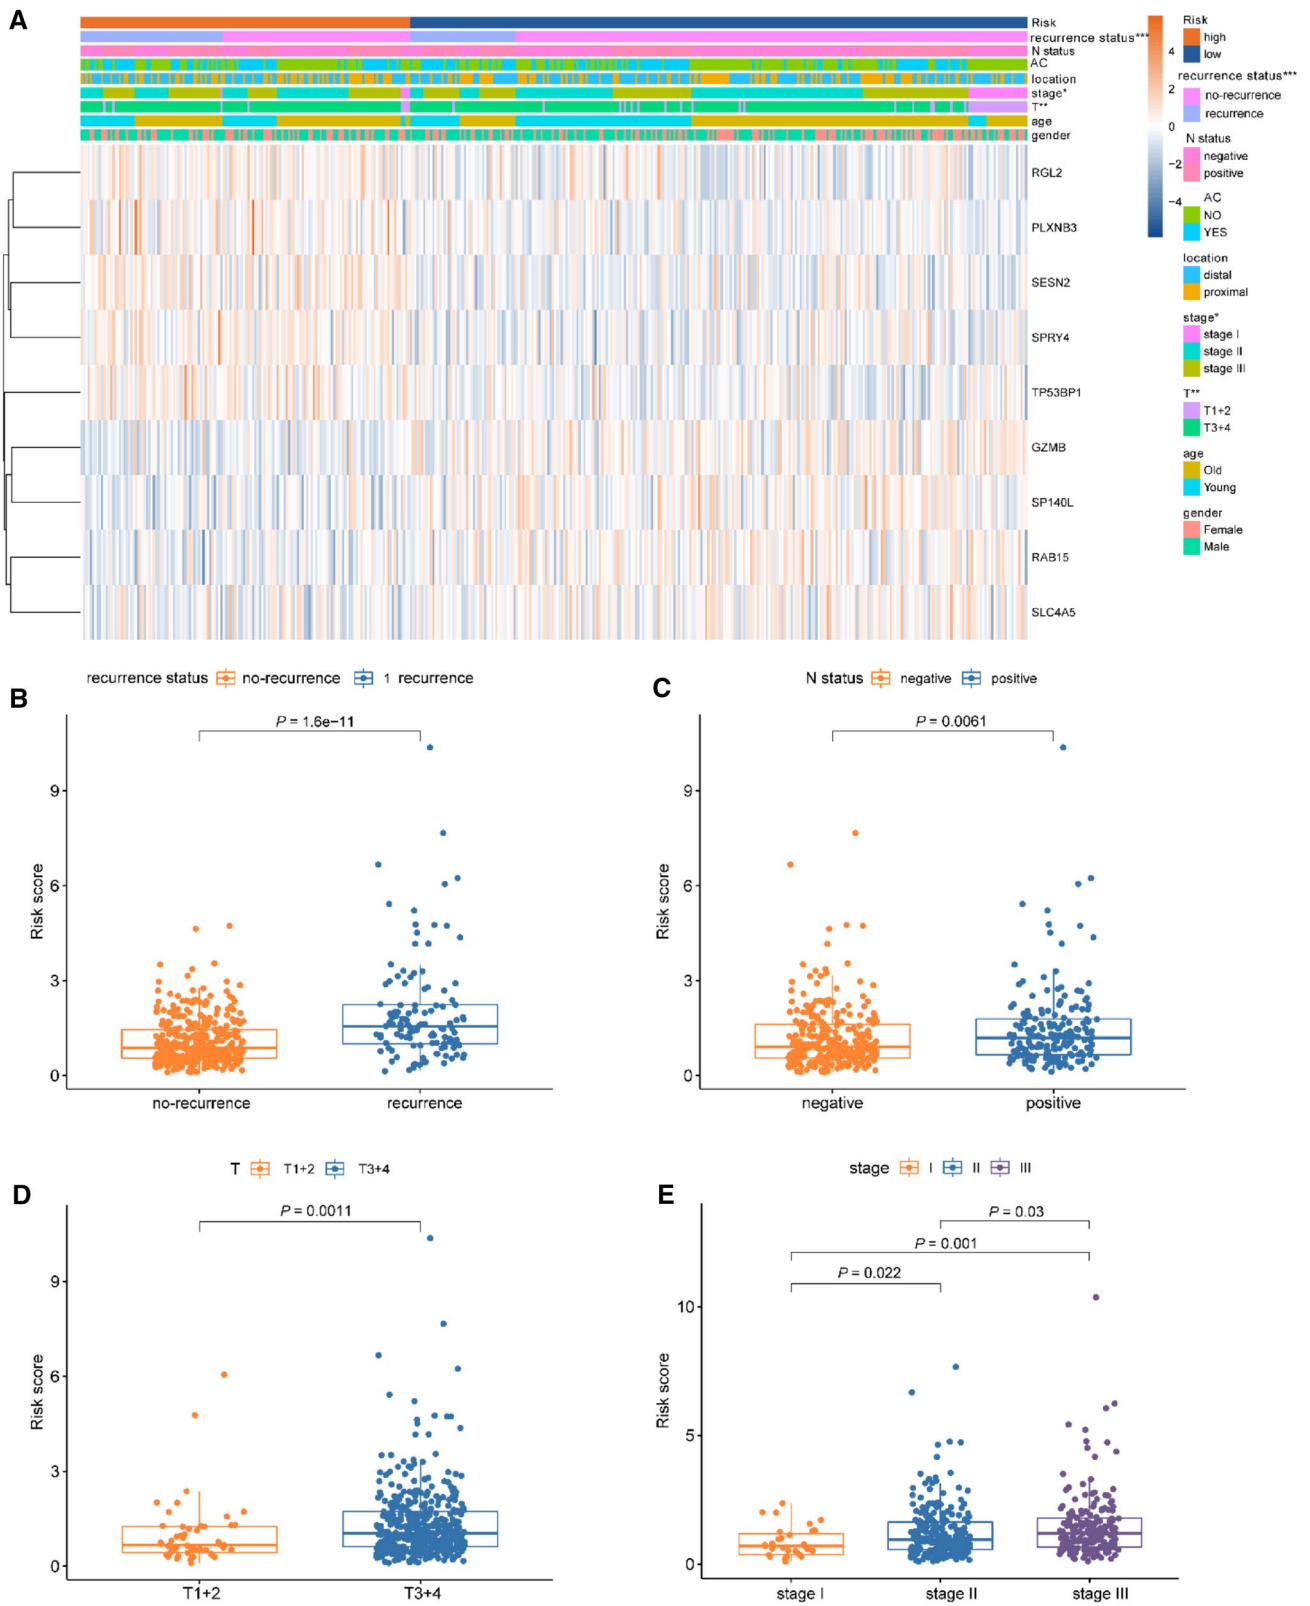 A
Risk
recurrence status***
N status
AC
location
stage*
T**
age
gender
RGL2
PLXNB3
SESN2
SPRY4
TP53BP1
GZMB
SP140L
RAB15
SLC4A5
4
2
0
−2
−4
Risk
high
low
recurrence status***
no-recurrence
recurrence
N status
negative
positive
AC
NO
YES
location
distal
proximal
stage*
stage I
stage II
stage III
T**
T1+2
T3+4
age
Old
Young
gender
Female
Male
B
recurrence status no-recurrence 1 recurrence
P = 1.6e−11
Risk score
9
6
3
0
no-recurrence recurrence
C
N status negative positive
P = 0.0061
Risk score
9
6
3
0
negative positive
D
T T1+2 T3+4
P = 0.0011
Risk score
9
6
3
0
T1+2 T3+4
E
stage I II III
P = 0.03
P = 0.001
P = 0.022
Risk score
10
5
0
stage I stage II stage III